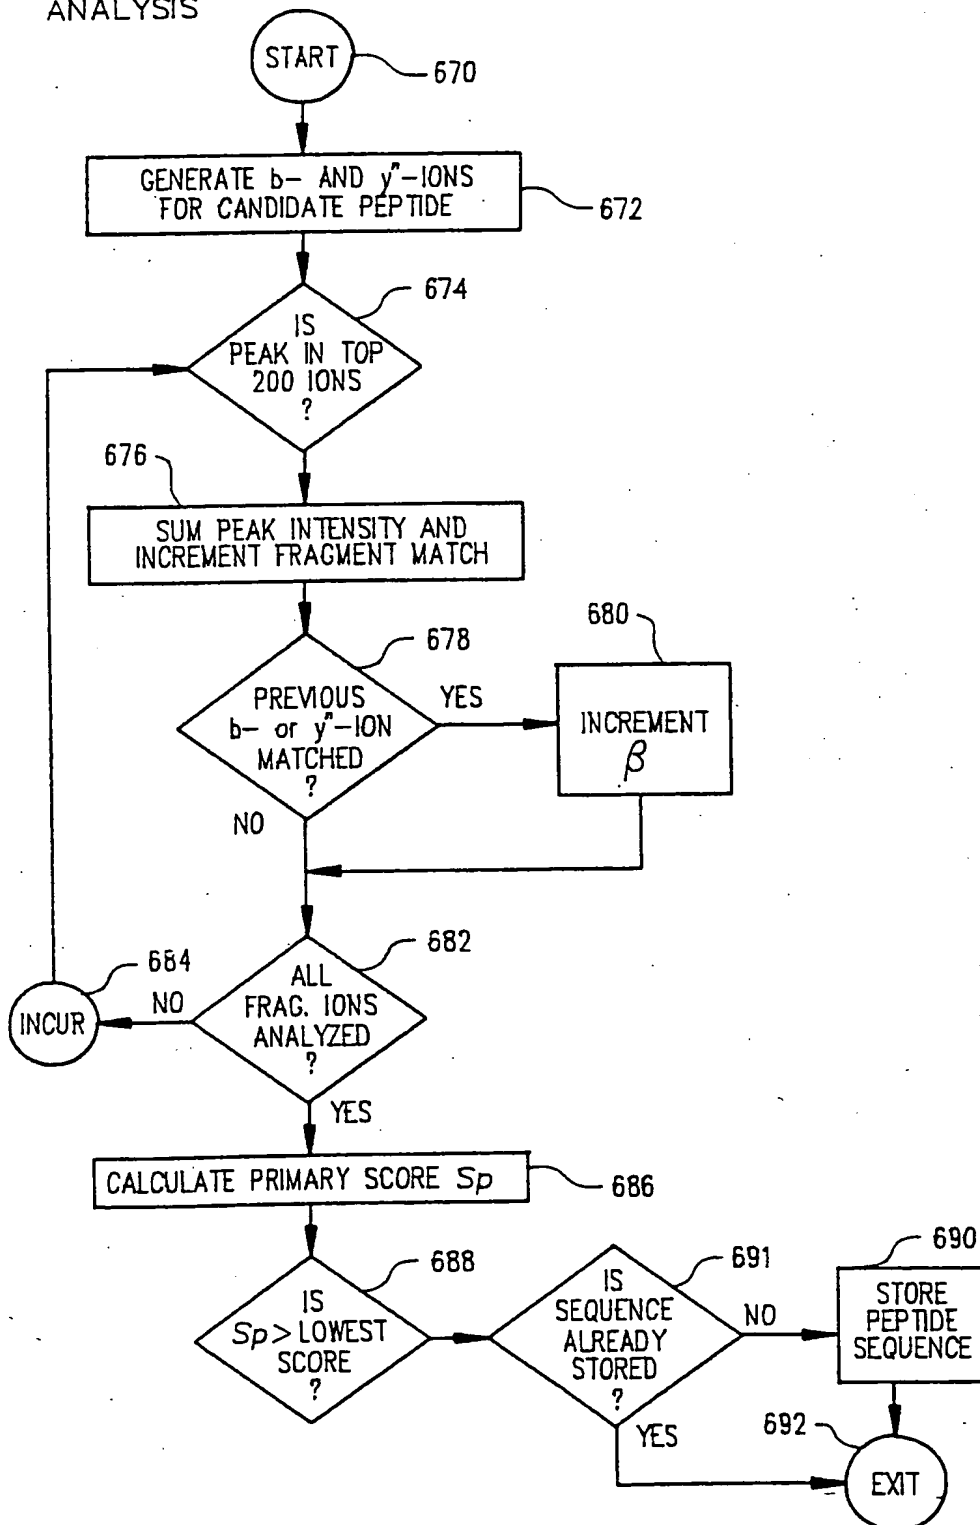 ANALYSIS
START
670
GENERATE b- AND y"-IONS
FOR CANDIDATE PEPTIDE
672
674
IS
PEAK IN TOP
200 IONS
?
676
SUM PEAK INTENSITY AND
INCREMENT FRAGMENT MATCH
678
PREVIOUS
b- or y"-ION
MATCHED
?
YES
NO
680
INCREMENT
β
682
ALL
FRAG. IONS
ANALYZED
?
684
INCUR
NO
YES
CALCULATE PRIMARY SCORE Sp
686
688
IS
Sp > LOWEST
SCORE
?
691
IS
SEQUENCE
ALREADY
STORED
?
NO
YES
690
STORE
PEPTIDE
SEQUENCE
692
EXIT